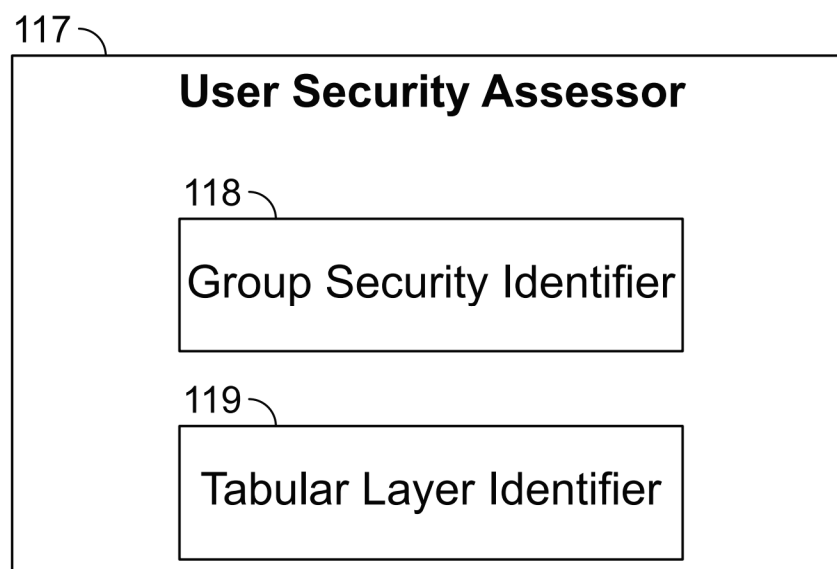 117
User Security Assessor
118
Group Security Identifier
119
Tabular Layer Identifier